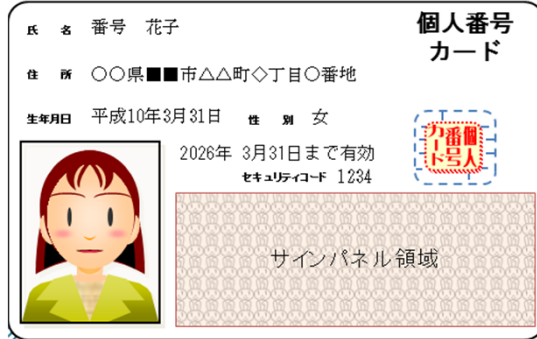 氏 名 番号 花子
個人番号
カード
住 所 〇〇県■■市△△町◇丁目〇番地
生年月日 平成10年3月31日 性 別 女
2026年 3月31日まで有効
セキュリティコード 1234
個人
番号
カード
サインパネル領域